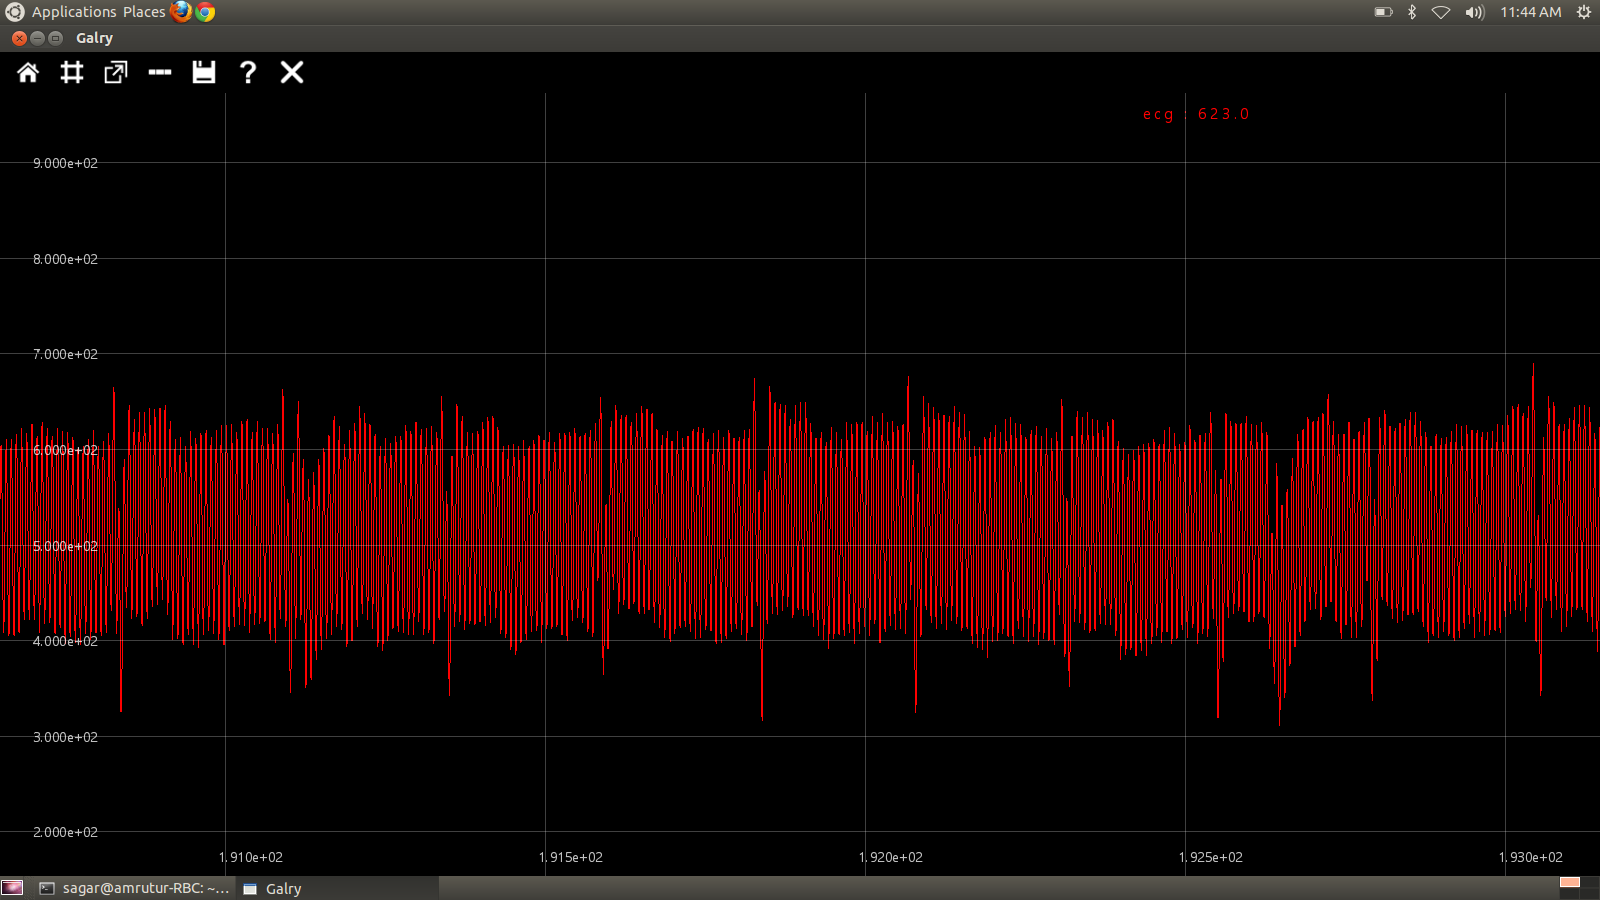 Applications Places 11:44 AM
Galry
ecg : 623.0
9.000e+02
8.000e+02
7.000e+02
6.000e+02
5.000e+02
4.000e+02
3.000e+02
2.000e+02
1.910e+02 1.915e+02 1.920e+02 1.925e+02 1.930e+02
sagar@amrutur-RBC: ~... Galry